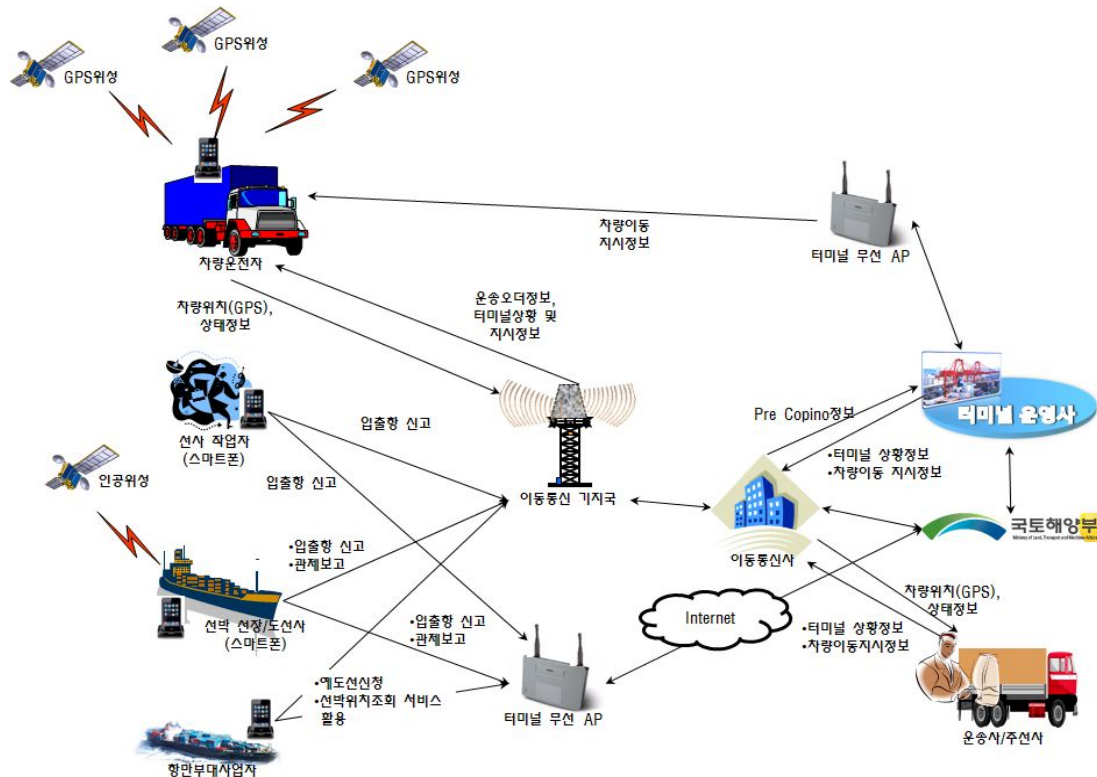 GPS위성
GPS위성
GPS위성
차량운전자
차량이동
지시정보
터미널 무선 AP
차량위치(GPS),
상태정보
운송오더정보,
터미널상황 및
지시정보
선사 작업자
(스마트폰)
입출항 신고
입출항 신고
Pre Copino정보
터미널 운영사
•터미널 상황정보
•차량이동 지시정보
인공위성
이동통신 기지국
이동통신사
국토해양부
Ministry of Land, Transport and Maritime Affairs
•입출항 신고
•관제보고
선박 선장/도선사
(스마트폰)
•입출항 신고
•관제보고
Internet
차량위치(GPS),
상태정보
•터미널 상황정보
•차량이동지시정보
•예도선신청
•선박위치조회 서비스
활용
터미널 무선 AP
운송사/주선사
항만부대사업자